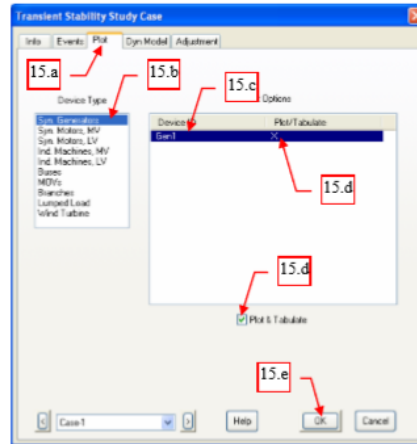 Transient Stability Study Case
Info Events Plot Dyn Model Adjustment
15.a 15.b 15.c
Device Type Options
Syn. Generators
Syn. Motors, MV
Syn. Motors, LV
Ind. Machines, MV
Ind. Machines, LV
Buses
MOVs
Branches
Lumped Load
Wind Turbine
Device ID Plot/Tabulate
Gen1 X
15.d
15.d
Plot & Tabulate
15.e
Case-1 Help OK Cancel